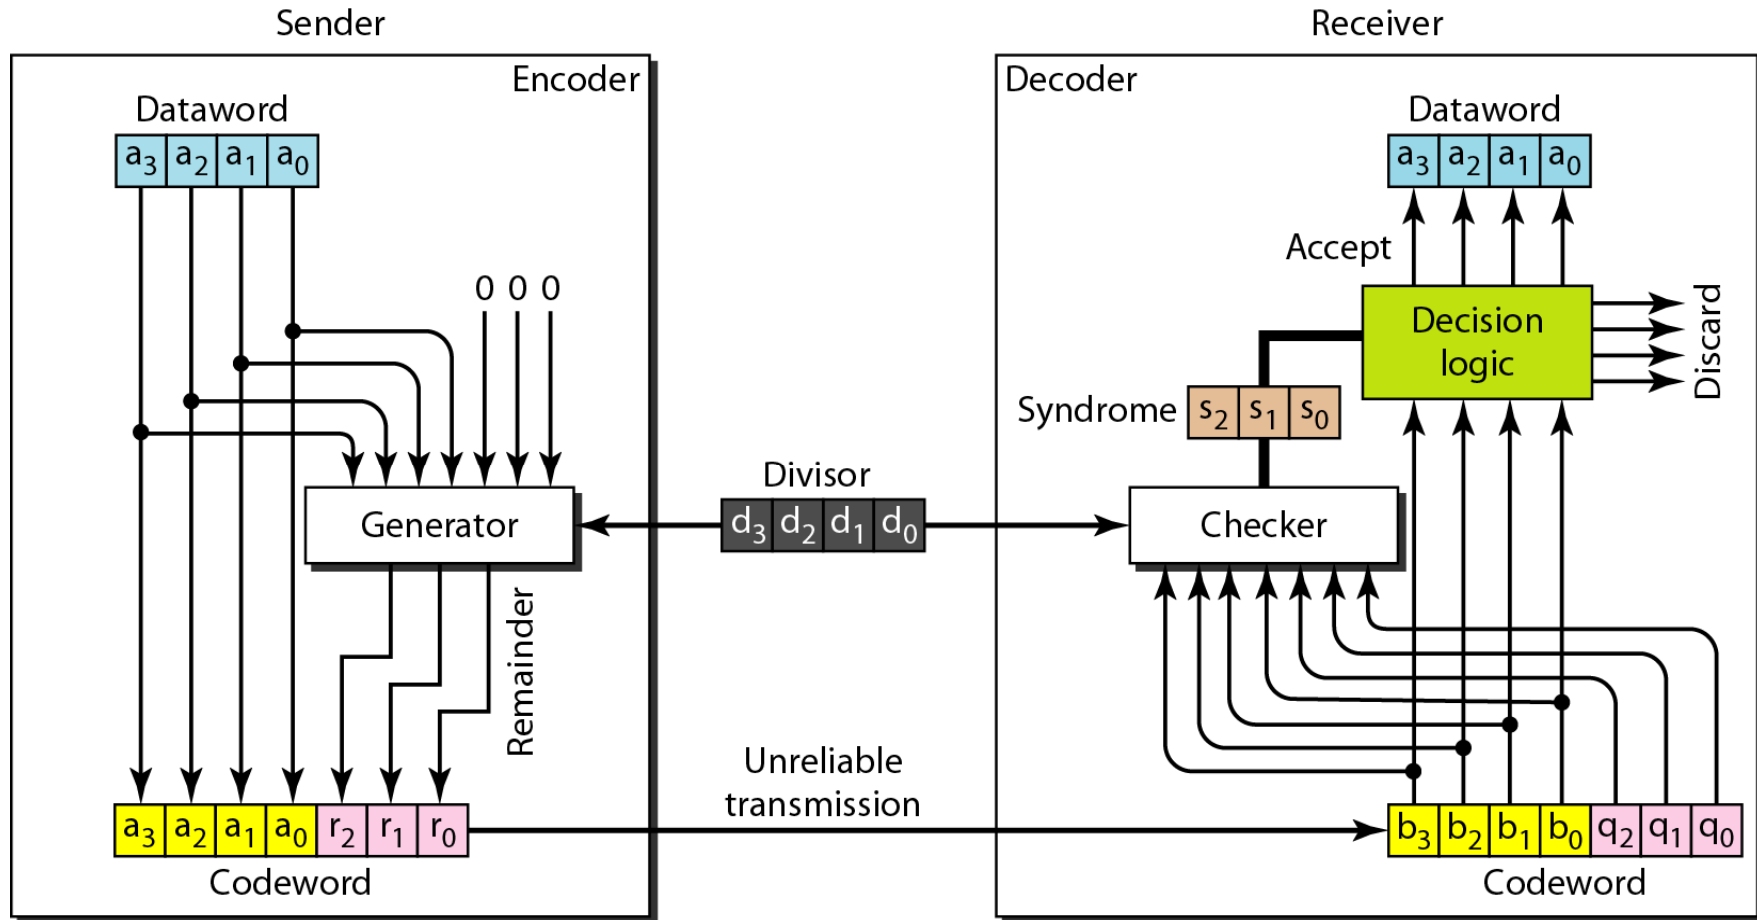 Sender
Encoder
Dataword
a3 a2 a1 a0
0 0 0
Generator
Remainder
a3 a2 a1 a0 r2 r1 r0
Codeword
Divisor
d3 d2 d1 d0
Unreliable
transmission
Receiver
Decoder
Dataword
a3 a2 a1 a0
Accept
Decision
logic
Discard
Syndrome
s2 s1 s0
Checker
b3 b2 b1 b0 q2 q1 q0
Codeword